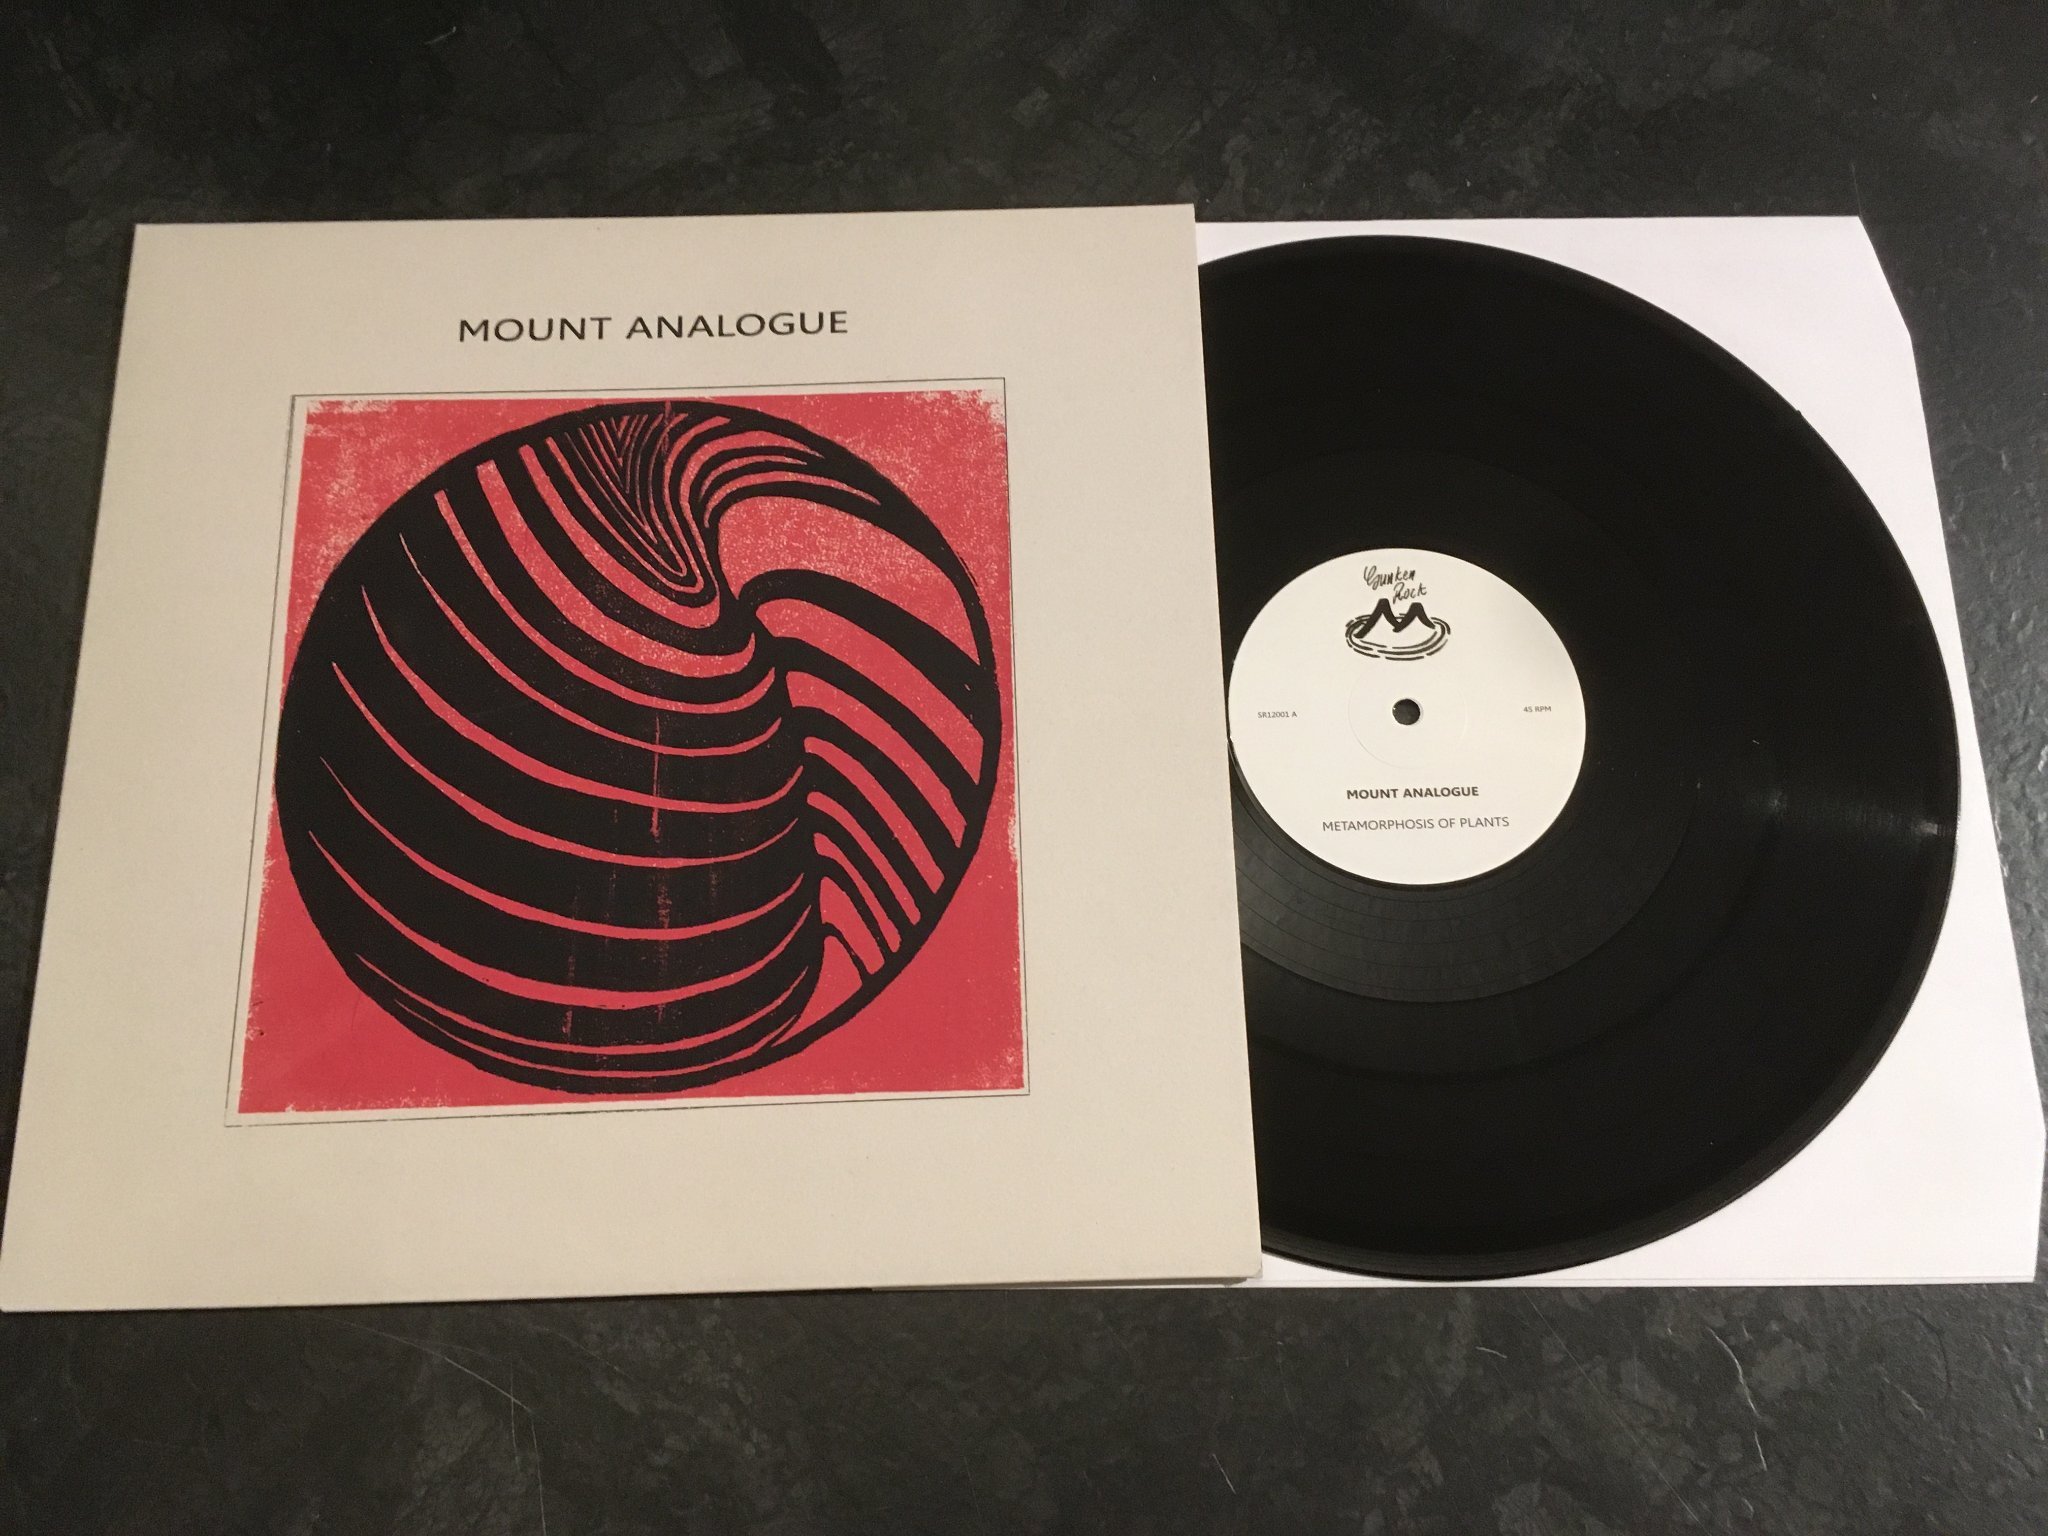 MOUNT ANALOGUE
Sunken
Rock
SR12001 A
45 RPM
MOUNT ANALOGUE
METAMORPHOSIS OF PLANTS